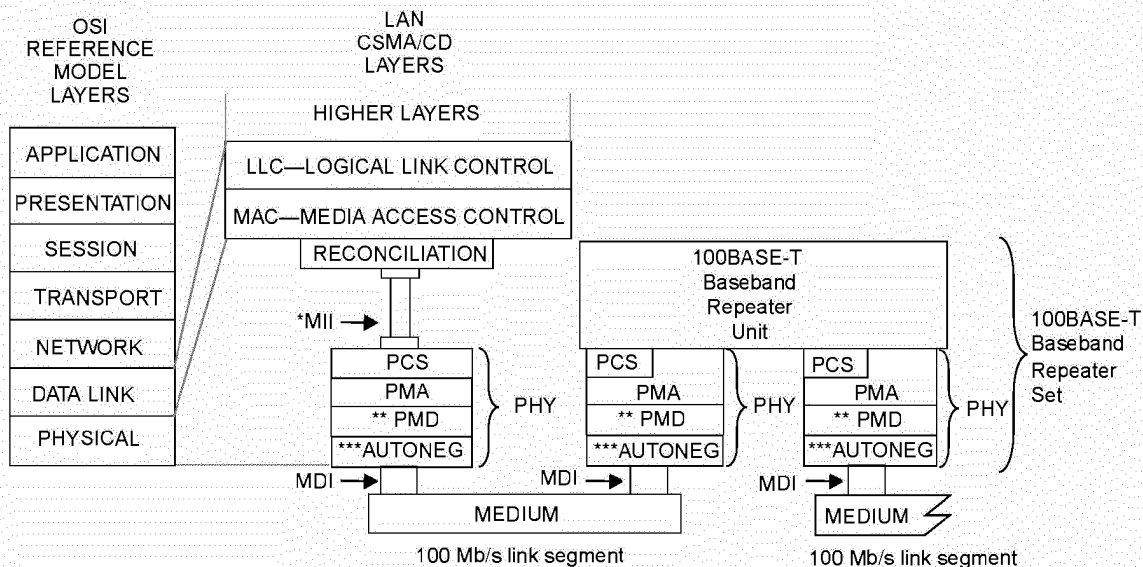 OSI
REFERENCE
MODEL
LAYERS
LAN
CSMA/CD
LAYERS
HIGHER LAYERS
APPLICATION
PRESENTATION
SESSION
TRANSPORT
NETWORK
DATA LINK
PHYSICAL
LLC—LOGICAL LINK CONTROL
MAC—MEDIA ACCESS CONTROL
RECONCILIATION
*MII
PCS
PMA
** PMD
***AUTONEG
PHY
MDI
100BASE-T
Baseband
Repeater
Unit
PCS
PMA
** PMD
***AUTONEG
PHY
MDI
PCS
PMA
** PMD
***AUTONEG
PHY
MDI
100BASE-T
Baseband
Repeater
Set
MEDIUM
MEDIUM
100 Mb/s link segment
100 Mb/s link segment